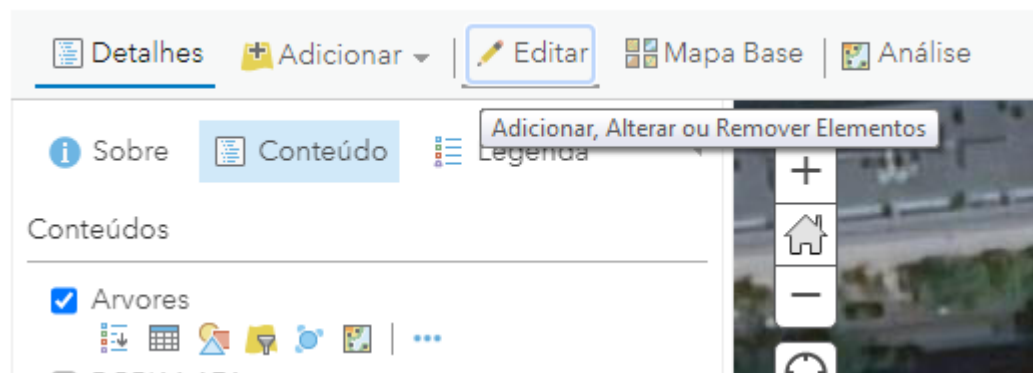 Detalhes Adicionar Editar Mapa Base Análise
Adicionar, Alterar ou Remover Elementos
Sobre Conteúdo Legenda
Conteúdos
Arvores